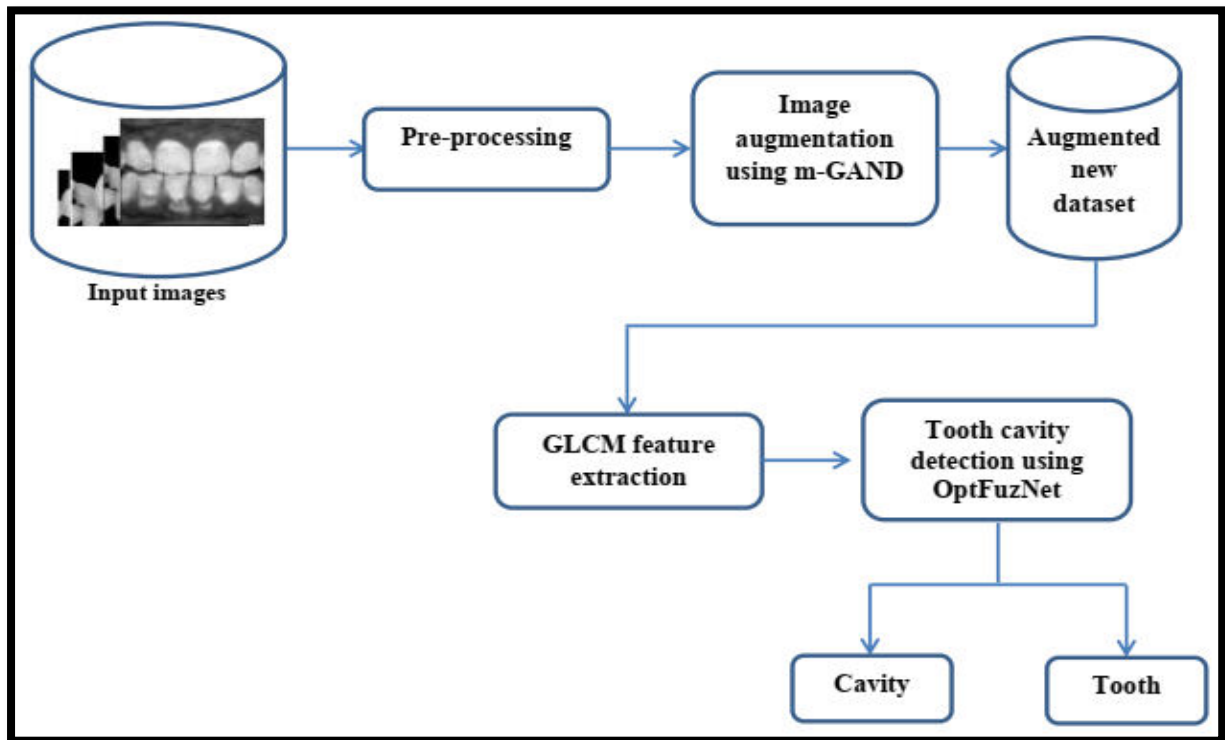 Input images
Pre-processing
Image
augmentation
using m-GAND
Augmented
new
dataset
GLCM feature
extraction
Tooth cavity
detection using
OptFuzNet
Cavity
Tooth